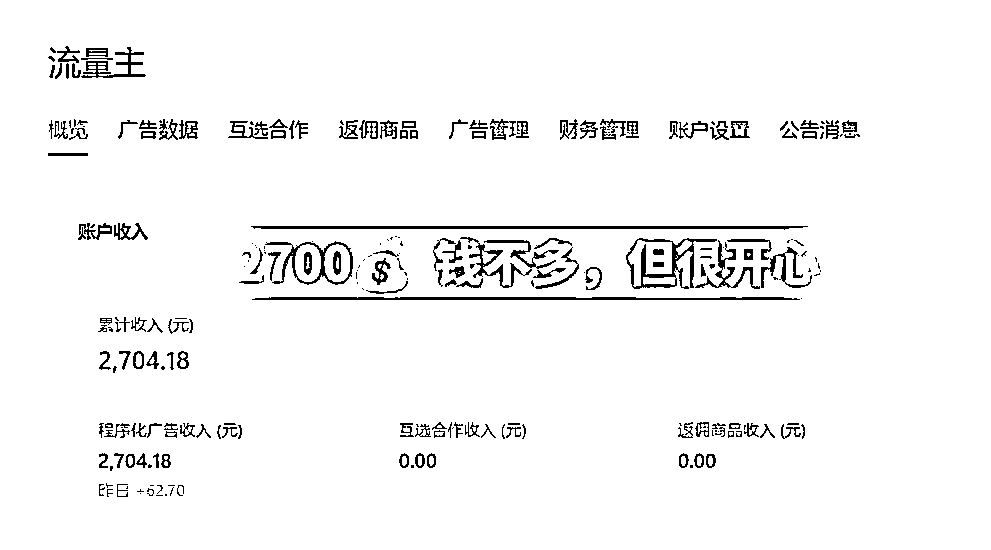 流量主
概览 广告数据 互选合作 返佣商品 广告管理 财务管理 账户设置 公告消息
账户收入
2700 钱不多，但很开心
累计收入 (元)
2,704.18
程序化广告收入 (元) 互选合作收入 (元) 返佣商品收入 (元)
2,704.18 0.00 0.00
昨日 +62.70